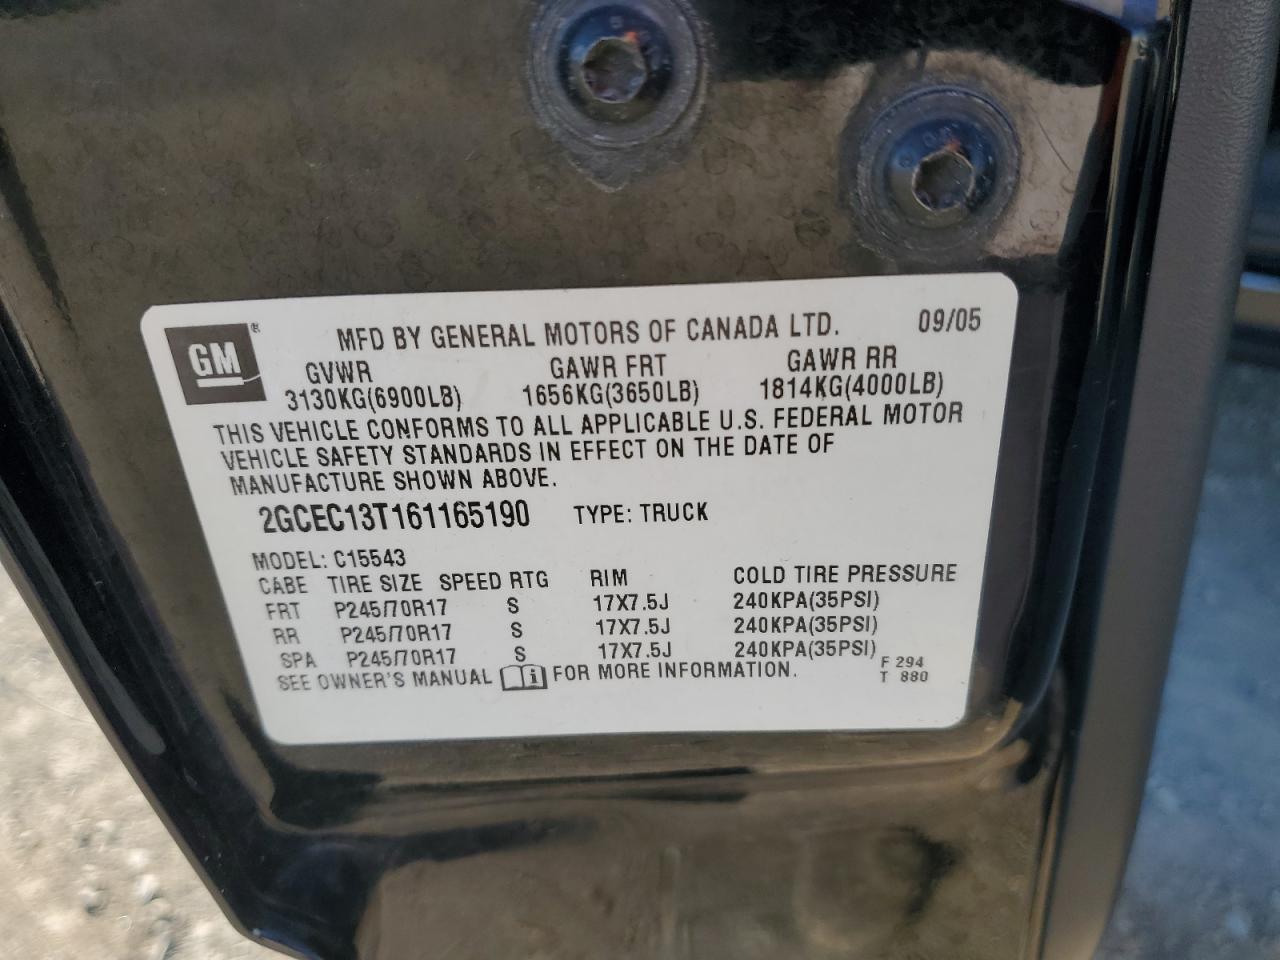 GM ®
MFD BY GENERAL MOTORS OF CANADA LTD. 09/05
GVWR GAWR FRT GAWR RR
3130KG(6900LB) 1656KG(3650LB) 1814KG(4000LB)
THIS VEHICLE CONFORMS TO ALL APPLICABLE U.S. FEDERAL MOTOR
VEHICLE SAFETY STANDARDS IN EFFECT ON THE DATE OF
MANUFACTURE SHOWN ABOVE.
2GCEC13T161165190 TYPE: TRUCK
MODEL: C15543
CABE TIRE SIZE SPEED RTG RIM COLD TIRE PRESSURE
FRT P245/70R17 S 17X7.5J 240KPA(35PSI)
RR P245/70R17 S 17X7.5J 240KPA(35PSI)
SPA P245/70R17 S 17X7.5J 240KPA(35PSI)
SEE OWNER'S MANUAL i FOR MORE INFORMATION.
F 294
T 880